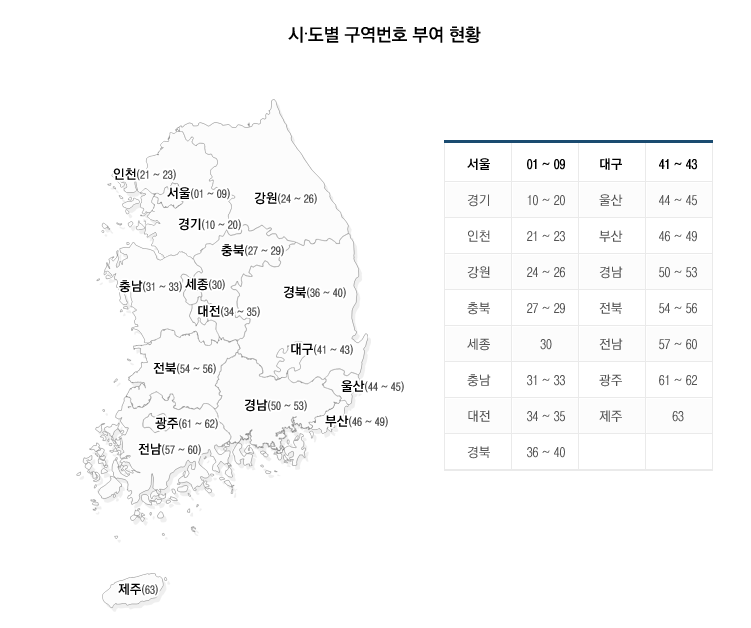 시·도별 구역번호 부여 현황
인천(21 ~ 23)
서울(01 ~ 09)
강원(24 ~ 26)
경기(10 ~ 20)
충북(27 ~ 29)
충남(31 ~ 33)
세종(30)
경북(36 ~ 40)
대전(34 ~ 35)
대구(41 ~ 43)
전북(54 ~ 56)
울산(44 ~ 45)
경남(50 ~ 53)
광주(61 ~ 62)
부산(46 ~ 49)
전남(57 ~ 60)
제주(63)
서울 01 ~ 09 대구 41 ~ 43
경기 10 ~ 20 울산 44 ~ 45
인천 21 ~ 23 부산 46 ~ 49
강원 24 ~ 26 경남 50 ~ 53
충북 27 ~ 29 전북 54 ~ 56
세종 30 전남 57 ~ 60
충남 31 ~ 33 광주 61 ~ 62
대전 34 ~ 35 제주 63
경북 36 ~ 40